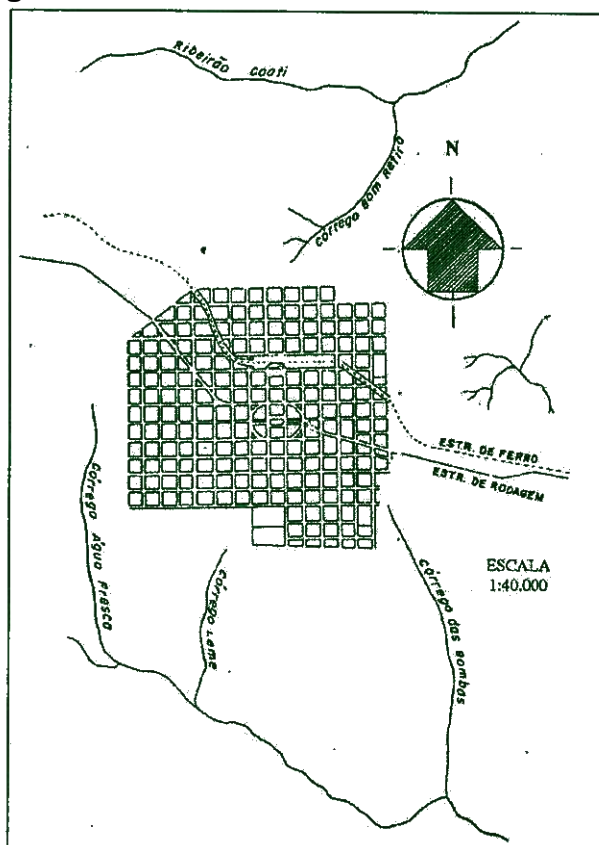 Ribeirão Coati
Córrego Bom Retiro
N
ESTR. DE FERRO
ESTR. DE RODAGEM
Córrego Água Fresca
Córrego Leme
Córrego das Bombas
ESCALA
1:40.000